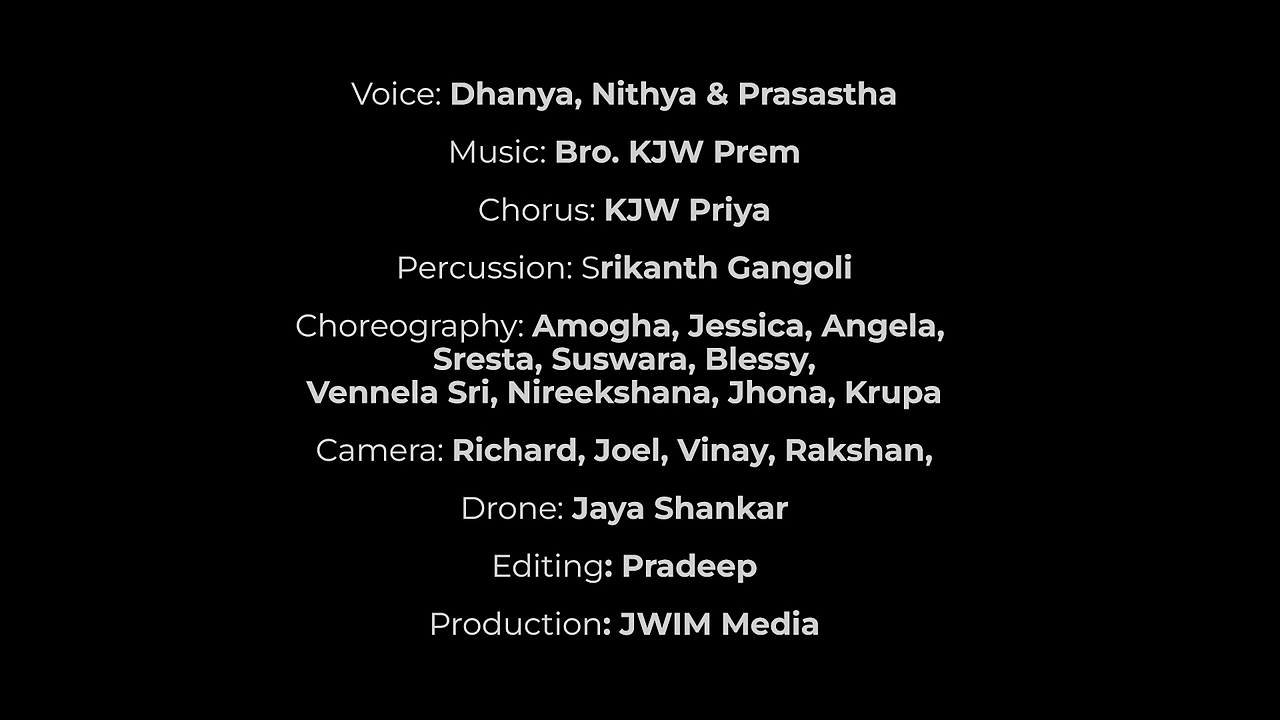 Voice: Dhanya, Nithya & Prasastha
Music: Bro. KJW Prem
Chorus: KJW Priya
Percussion: Srikanth Gangoli
Choreography: Amogha, Jessica, Angela,
Sresta, Suswara, Blessy,
Vennela Sri, Nireekshana, Jhona, Krupa
Camera: Richard, Joel, Vinay, Rakshan,
Drone: Jaya Shankar
Editing: Pradeep
Production: JWIM Media